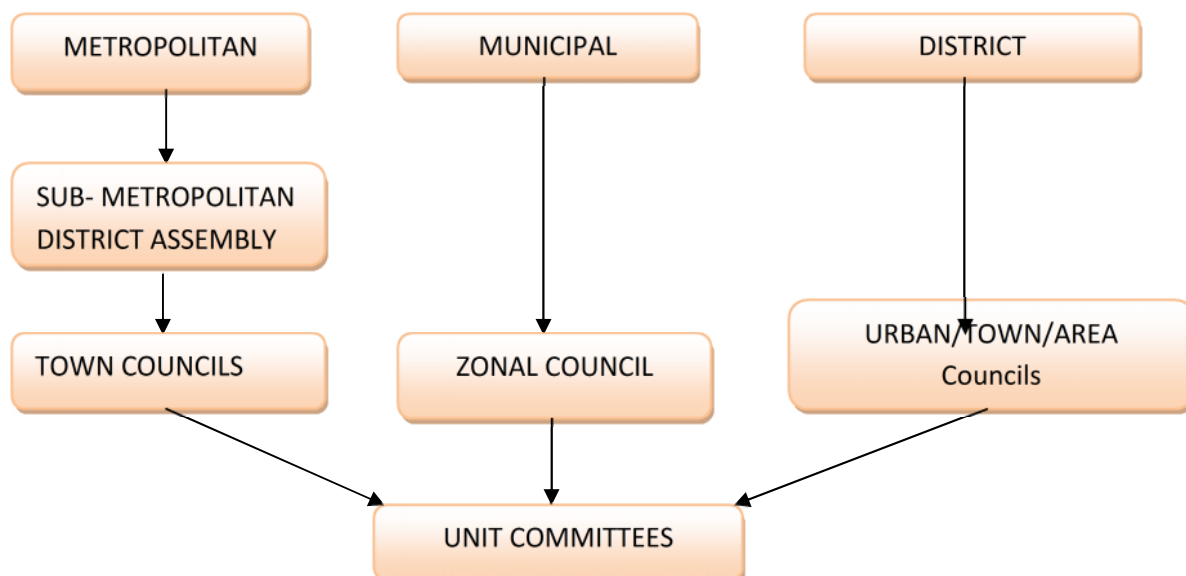 METROPOLITAN
MUNICIPAL
DISTRICT
SUB- METROPOLITAN
DISTRICT ASSEMBLY
TOWN COUNCILS
ZONAL COUNCIL
URBAN/TOWN/AREA
Councils
UNIT COMMITTEES